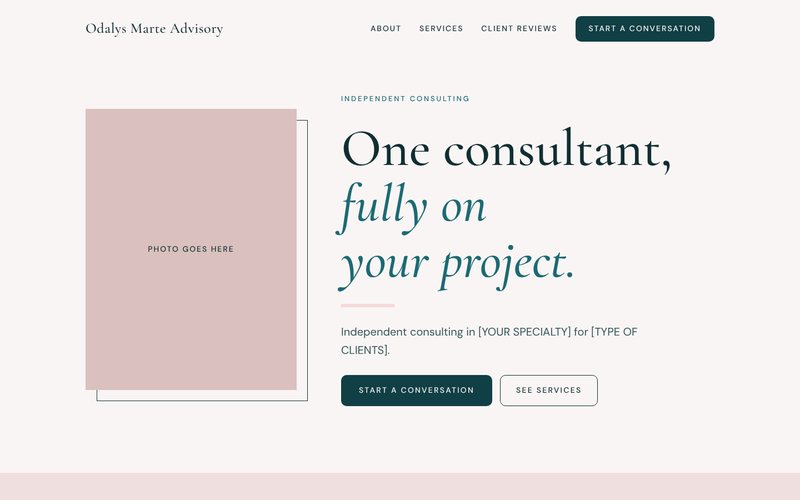 Odalys Marte Advisory
ABOUT SERVICES CLIENT REVIEWS START A CONVERSATION
INDEPENDENT CONSULTING
One consultant,
fully on
your project.
PHOTO GOES HERE
Independent consulting in [YOUR SPECIALTY] for [TYPE OF
CLIENTS].
START A CONVERSATION SEE SERVICES